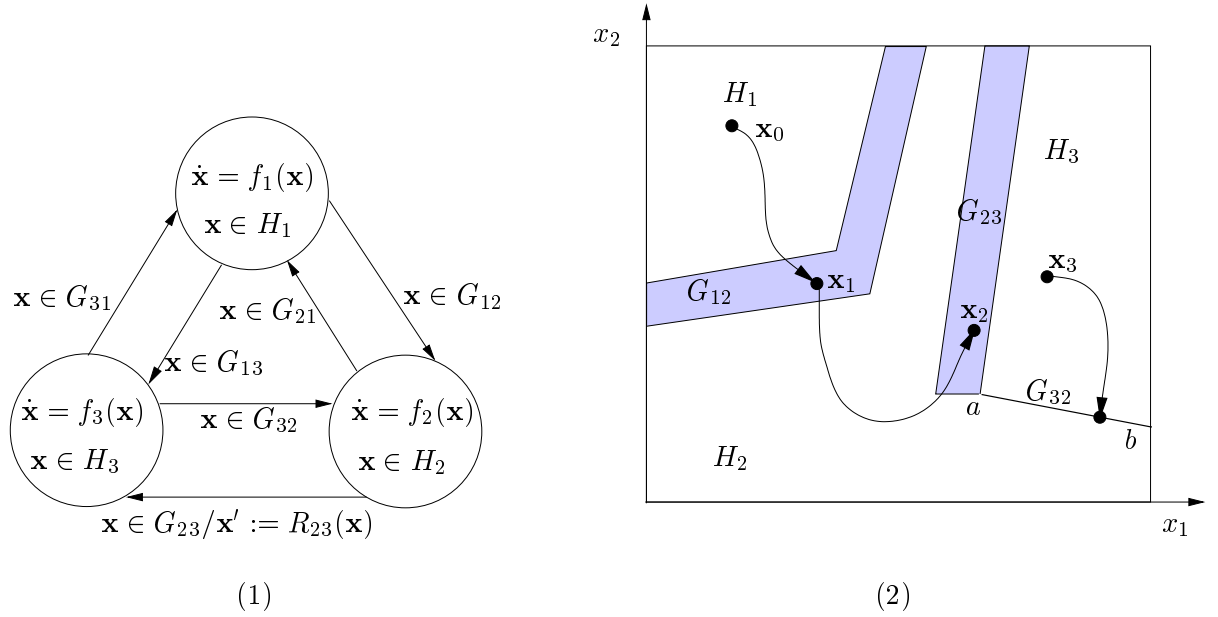 ẋ = f₁(𝐱)
𝐱 ∈ H₁
𝐱 ∈ G₃₁
𝐱 ∈ G₂₁
𝐱 ∈ G₁₂
𝐱 ∈ G₁₃
ẋ = f₃(𝐱)
𝐱 ∈ H₃
𝐱 ∈ G₃₂
ẋ = f₂(𝐱)
𝐱 ∈ H₂
𝐱 ∈ G₂₃/𝐱′ := R₂₃(𝐱)
(1)
x₂
H₁
𝐱₀
H₃
G₂₃
𝐱₃
G₁₂
𝐱₁
𝐱₂
G₃₂
a
b
H₂
x₁
(2)